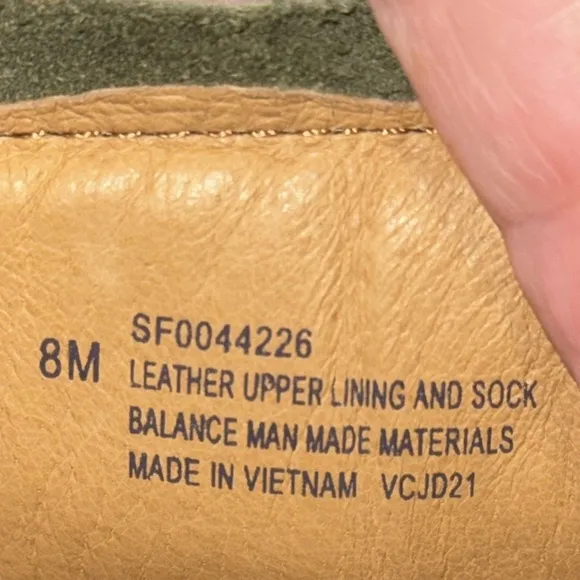 SF0044226
8M
LEATHER UPPER LINING AND SOCK
BALANCE MAN MADE MATERIALS
MADE IN VIETNAM VCJD21